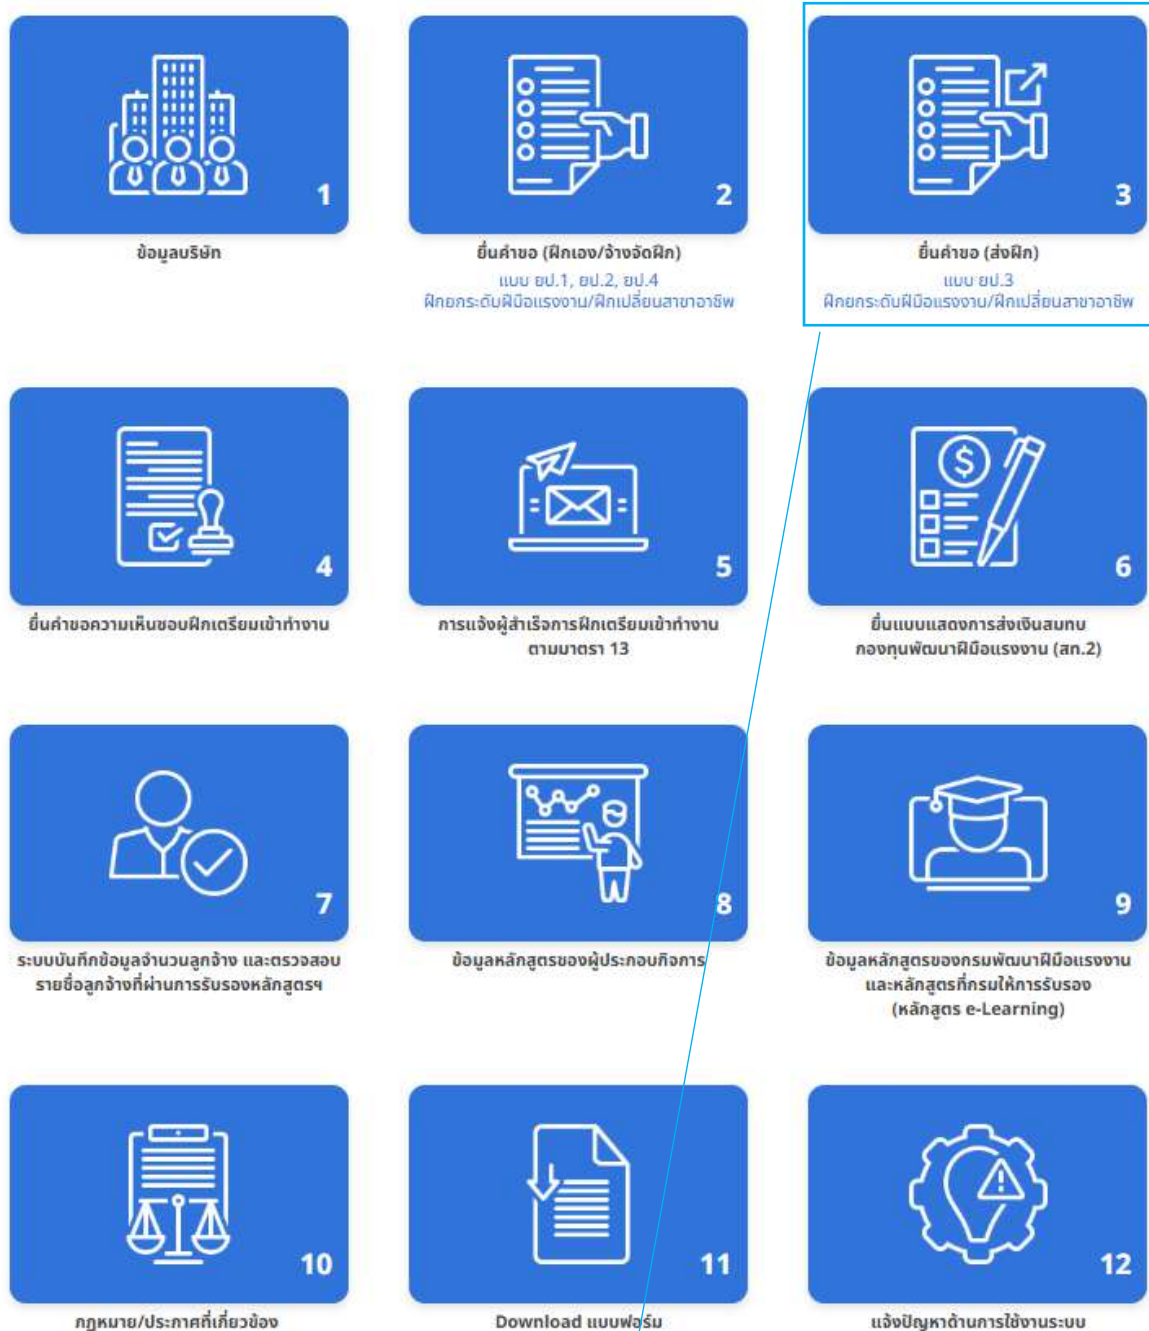 1
ข้อมูลบริษัท
2
ยื่นคำขอ (ฝึกเอง/จ้างจัดฝึก)
แบบ ยป.1, ยป.2, ยป.4
ฝึกยกระดับฝีมือแรงงาน/ฝึกเปลี่ยนสาขาอาชีพ
3
ยื่นคำขอ (ส่งฝึก)
แบบ ยป.3
ฝึกยกระดับฝีมือแรงงาน/ฝึกเปลี่ยนสาขาอาชีพ
4
ยื่นคำขอความเห็นชอบฝึกเตรียมเข้าทำงาน
5
การแจ้งผู้สำเร็จการฝึกเตรียมเข้าทำงาน
ตามมาตรา 13
$
6
ยื่นแบบแสดงการส่งเงินสมทบ
กองทุนพัฒนาฝีมือแรงงาน (สท.2)
7
ระบบบันทึกข้อมูลจำนวนลูกจ้าง และตรวจสอบ
รายชื่อลูกจ้างที่ผ่านการรับรองหลักสูตรฯ
8
ข้อมูลหลักสูตรของผู้ประกอบกิจการ
9
ข้อมูลหลักสูตรของกรมพัฒนาฝีมือแรงงาน
และหลักสูตรที่กรมให้การรับรอง
(หลักสูตร e-Learning)
10
กฎหมาย/ประกาศที่เกี่ยวข้อง
11
Download แบบฟอร์ม
12
แจ้งปัญหาด้านการใช้งานระบบ